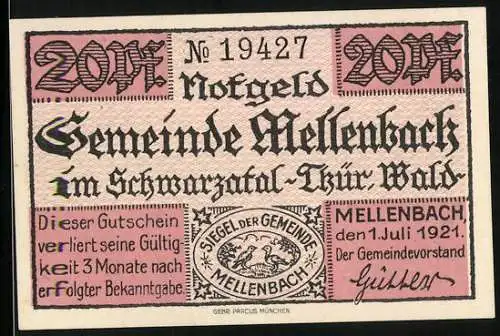 20 Pf. № 19427 20 Pf.
Notgeld
Gemeinde Mellenbach
im Schwarzatal-Thür. Wald-
Dieser Gutschein
verliert seine Gültig-
keit 3 Monate nach
erfolgter Bekanntgabe.
SIEGEL DER GEMEINDE
MELLENBACH
MELLENBACH,
den 1. Juli 1921.
Der Gemeindevorstand
Gütter
GEBR. PARCUS MÜNCHEN